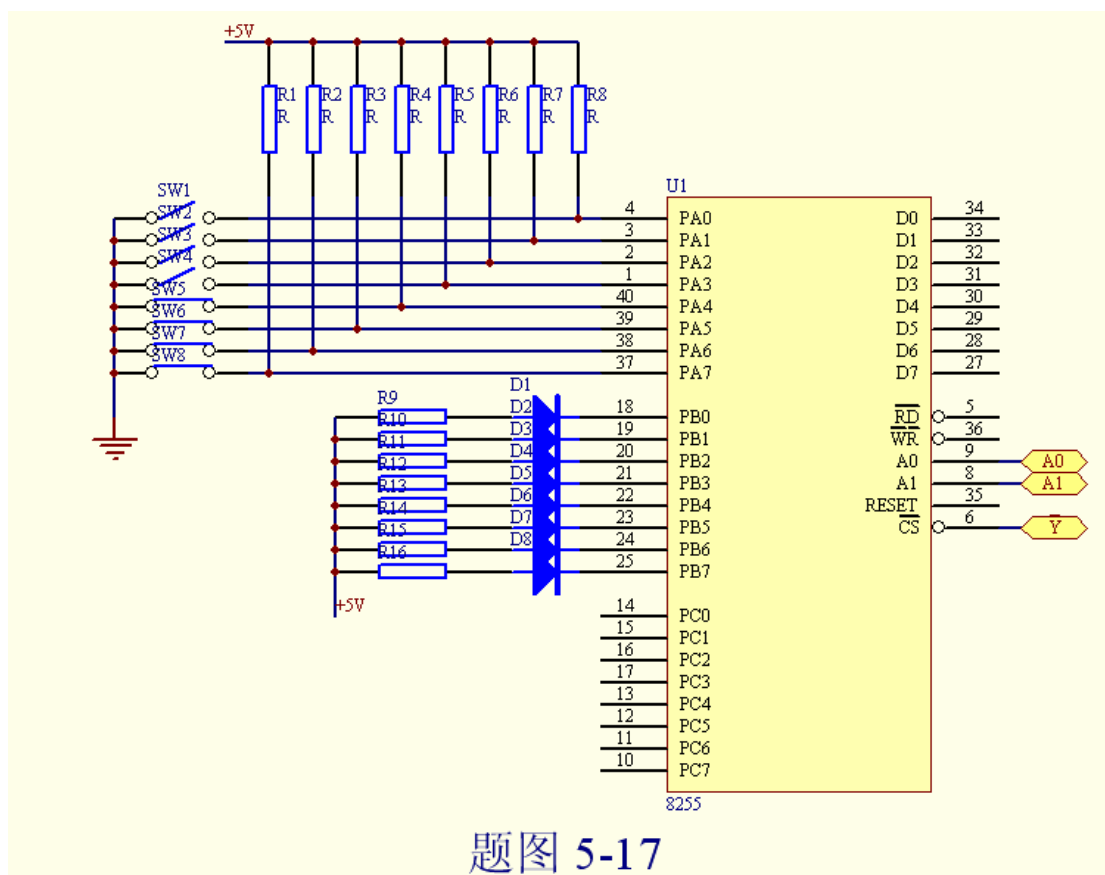 +5V
R1 R2 R3 R4 R5 R6 R7 R8
R R R R R R R R
SW1
SW2
SW3
SW4
SW5
SW6
SW7
SW8
U1
4 PA0 D0 34
3 PA1 D1 33
2 PA2 D2 32
1 PA3 D3 31
40 PA4 D4 30
39 PA5 D5 29
38 PA6 D6 28
37 PA7 D7 27
R9 D1
R10 D2 18 PB0 RD 5
R11 D3 19 PB1 WR 36
R12 D4 20 PB2 A0 9 A0
R13 D5 21 PB3 A1 8 A1
R14 D6 22 PB4 RESET 35
R15 D7 23 PB5 CS 6 Y
R16 D8 24 PB6
25 PB7
+5V
14 PC0
15 PC1
16 PC2
17 PC3
13 PC4
12 PC5
11 PC6
10 PC7
8255
题图 5-17